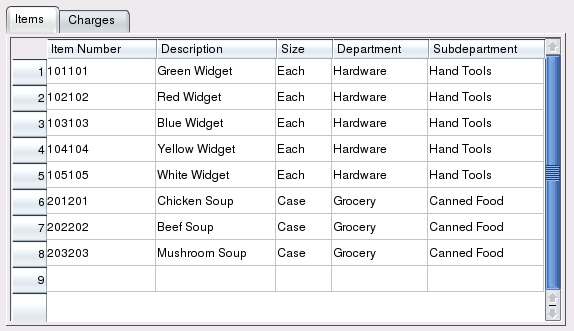 Items Charges
Item Number Description Size Department Subdepartment
1 101101 Green Widget Each Hardware Hand Tools
2 102102 Red Widget Each Hardware Hand Tools
3 103103 Blue Widget Each Hardware Hand Tools
4 104104 Yellow Widget Each Hardware Hand Tools
5 105105 White Widget Each Hardware Hand Tools
6 201201 Chicken Soup Case Grocery Canned Food
7 202202 Beef Soup Case Grocery Canned Food
8 203203 Mushroom Soup Case Grocery Canned Food
9